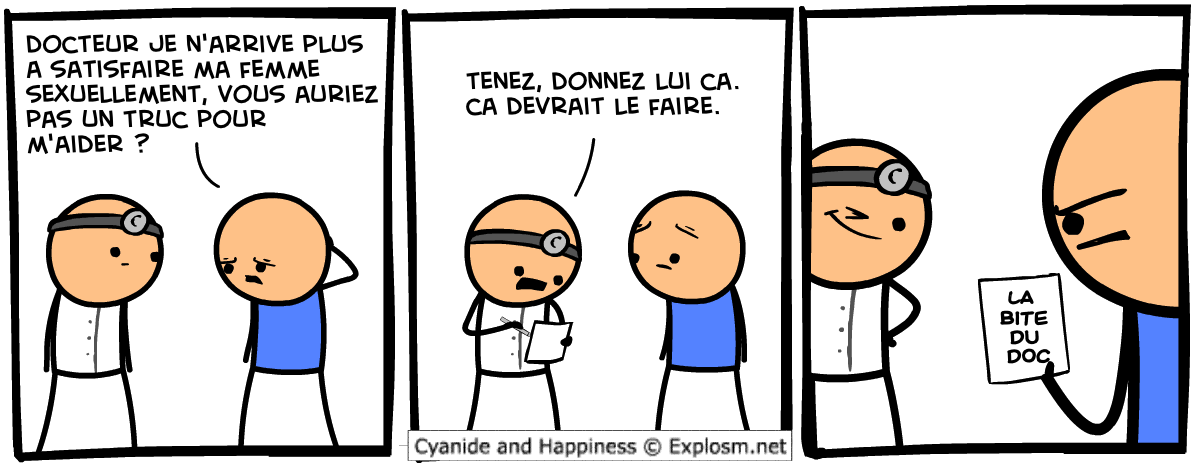 DOCTEUR JE N'ARRIVE PLUS
A SATISFAIRE MA FEMME
SEXUELLEMENT, VOUS AURIEZ
PAS UN TRUC POUR
M'AIDER ?
TENEZ, DONNEZ LUI CA.
CA DEVRAIT LE FAIRE.
LA
BITE
DU
DOC
Cyanide and Happiness © Explosm.net